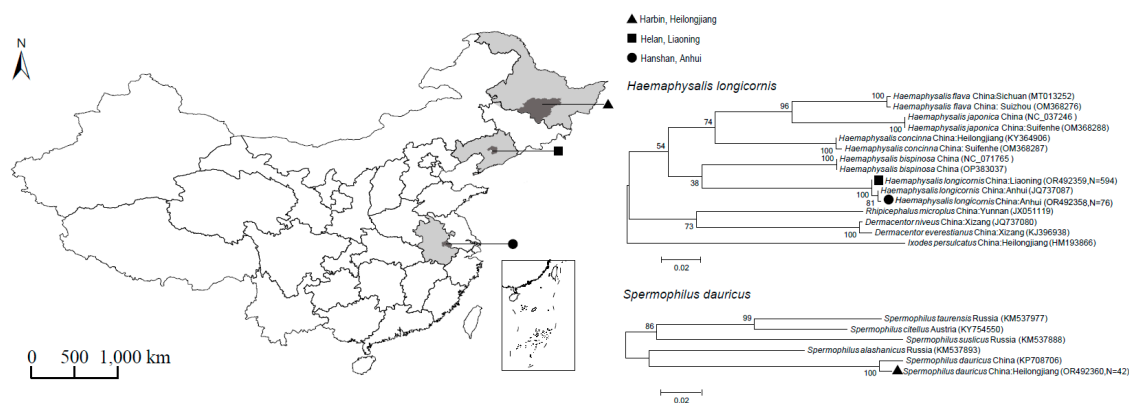 N
0 500 1,000 km
Harbin, Heilongjiang
Helan, Liaoning
Hanshan, Anhui
Haemaphysalis longicornis
Haemaphysalis flava China:Sichuan (MT013252)
100
Haemaphysalis flava China: Suizhou (OM368276)
96
Haemaphysalis japonica China (NC_037246 )
100
Haemaphysalis japonica China:Suifenhe (OM368288)
74
Haemaphysalis concinna China:Heilongjiang (KY364906)
100
Haemaphysalis concinna China: Suifenhe (OM368287)
54
Haemaphysalis bispinosa China (NC_071765)
100
Haemaphysalis bispinosa China (OP383037)
38
Haemaphysalis longicornis China:Liaoning (OR492359,N=594)
100
Haemaphysalis longicornis China:Anhui (JQ737087)
81
Haemaphysalis longicornis China:Anhui (OR492358,N=76)
Rhipicephalus microplus China:Yunnan (JX051119)
73
Dermacentor niveus China:Xizang (JQ737080)
100
Dermacentor everestianus China:Xizang (KJ396938)
Ixodes persulcatus China:Heilongjiang (HM193866)
0.02
Spermophilus dauricus
Spermophilus taurensis Russia (KM537977)
99
Spermophilus citellus Austria (KY754550)
86
Spermophilus suslicus Russia (KM537888)
Spermophilus alashanicus Russia (KM537893)
Spermophilus dauricus China (KP708706)
100
Spermophilus dauricus China:Heilongjiang (OR492360,N=42)
0.02